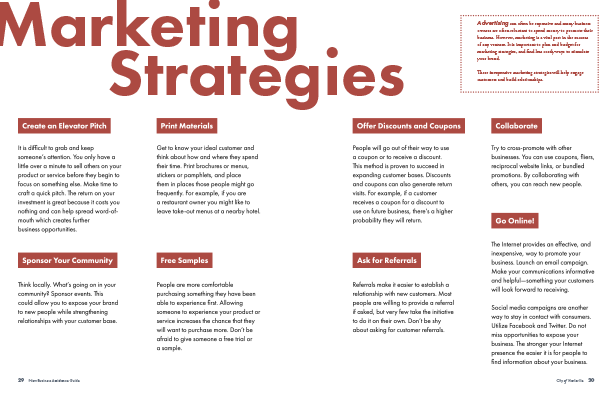 Marketing
Strategies
Advertising can often be expensive and many business
owners are often reluctant to spend money to promote their
business. However, marketing is a vital part in the success
of any venture. It is important to plan and budget for
marketing strategies, and find low costly ways to introduce
your brand.
These inexpensive marketing strategies will help engage
customers and build relationships.
Create an Elevator Pitch
It is difficult to grab and keep
someone's attention. You only have a
little over a minute to sell others on your
product or service before they begin to
focus on something else. Make time to
craft a quick pitch. The return on your
investment is great because it costs you
nothing and can help spread word-of-
mouth which creates further
business opportunities.
Print Materials
Get to know your ideal customer and
think about how and where they spend
their time. Print brochures or menus,
stickers or pamphlets, and place
them in places those people might go
frequently. For example, if you are
a restaurant owner you might like to
leave take-out menus at a nearby hotel.
Sponsor Your Community
Think locally. What's going on in your
community? Sponsor events. This
could allow you to expose your brand
to new people while strengthening
relationships with your customer base.
Free Samples
People are more comfortable
purchasing something they have been
able to experience first. Allowing
someone to experience your product or
service increases the chance that they
will want to purchase more. Don't be
afraid to give someone a free trial or
a sample.
Offer Discounts and Coupons
People will go out of their way to use
a coupon or to receive a discount.
This method is proven to succeed in
expanding customer bases. Discounts
and coupons can also generate return
visits. For example, if a customer
receives a coupon for a discount to
use on future business, there's a higher
probability they will return.
Ask for Referrals
Referrals make it easier to establish a
relationship with new customers. Most
people are willing to provide a referral
if asked, but very few take the initiative
to do it on their own. Don't be shy
about asking for customer referrals.
Collaborate
Try to cross-promote with other
businesses. You can use coupons, fliers,
reciprocal website links, or bundled
promotions. By collaborating with
others, you can reach new people.
Go Online!
The Internet provides an effective, and
inexpensive, way to promote your
business. Launch an email campaign.
Make your communications informative
and helpful—something your customers
will look forward to receiving.
Social media campaigns are another
way to stay in contact with consumers.
Utilize Facebook and Twitter. Do not
miss opportunities to expose your
business. The stronger your Internet
presence the easier it is for people to
find information about your business.
29 New Business Assistance Guide
City of 30